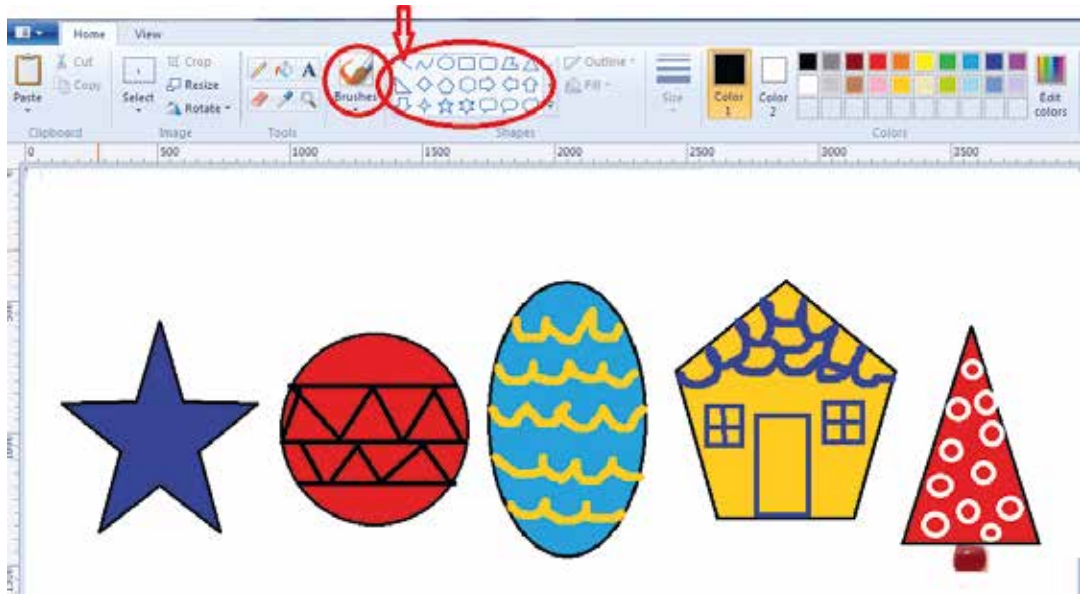 Home View
Paste
Cut
Copy
Clipboard
Select
Crop
Resize
Rotate
Image
A
Tools
Brushes
Shapes
Outline
Fill
Size
Color 1
Color 2
Edit colors
Colors
0 500 1000 1500 2000 2500 3000 3500